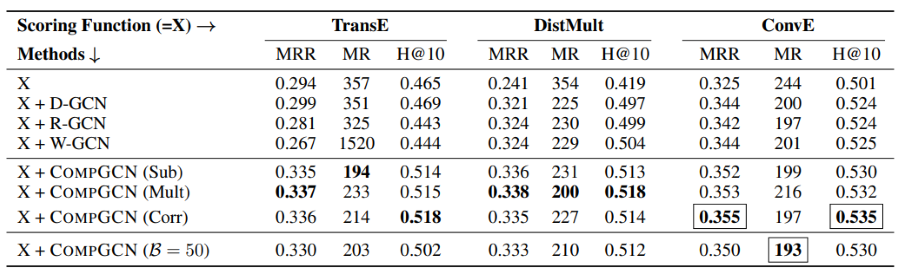 Scoring Function (=X) → TransE DistMult ConvE
Methods ↓ MRR MR H@10 MRR MR H@10 MRR MR H@10
X 0.294 357 0.465 0.241 354 0.419 0.325 244 0.501
X + D-GCN 0.299 351 0.469 0.321 225 0.497 0.344 200 0.524
X + R-GCN 0.281 325 0.443 0.324 230 0.499 0.342 197 0.524
X + W-GCN 0.267 1520 0.444 0.324 229 0.504 0.344 201 0.525
X + COMPGCN (Sub) 0.335 194 0.514 0.336 231 0.513 0.352 199 0.530
X + COMPGCN (Mult) 0.337 233 0.515 0.338 200 0.518 0.353 216 0.532
X + COMPGCN (Corr) 0.336 214 0.518 0.335 227 0.514 0.355 197 0.535
X + COMPGCN (ℬ = 50) 0.330 203 0.502 0.333 210 0.512 0.350 193 0.530